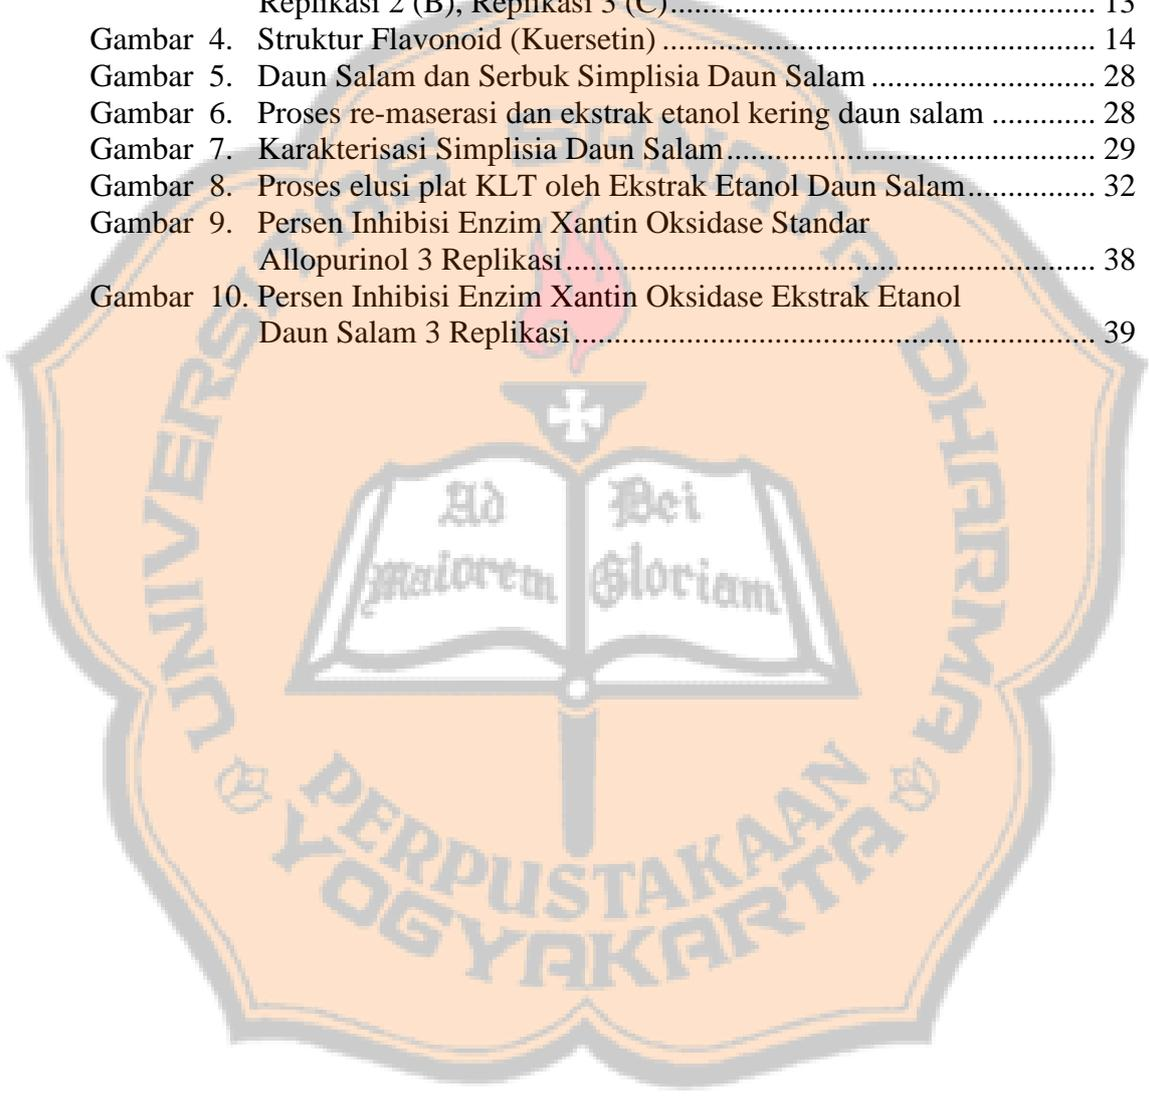 Replikasi 2 (B), Replikasi 3 (C)........................................................ 13
Gambar 4. Struktur Flavonoid (Kuersetin) ......................................................... 14
Gambar 5. Daun Salam dan Serbuk Simplisia Daun Salam ............................. 28
Gambar 6. Proses re-maserasi dan ekstrak etanol kering daun salam ............. 28
Gambar 7. Karakterisasi Simplisia Daun Salam................................................ 29
Gambar 8. Proses elusi plat KLT oleh Ekstrak Etanol Daun Salam................ 32
Gambar 9. Persen Inhibisi Enzim Xantin Oksidase Standar
Allopurinol 3 Replikasi..................................................................... 38
Gambar 10. Persen Inhibisi Enzim Xantin Oksidase Ekstrak Etanol
Daun Salam 3 Replikasi.................................................................... 39
UNIVERSITAS SANATA DHARMA
Ad Dei
maiorem Gloriam
PERPUSTAKAAN
YOGYAKARTA